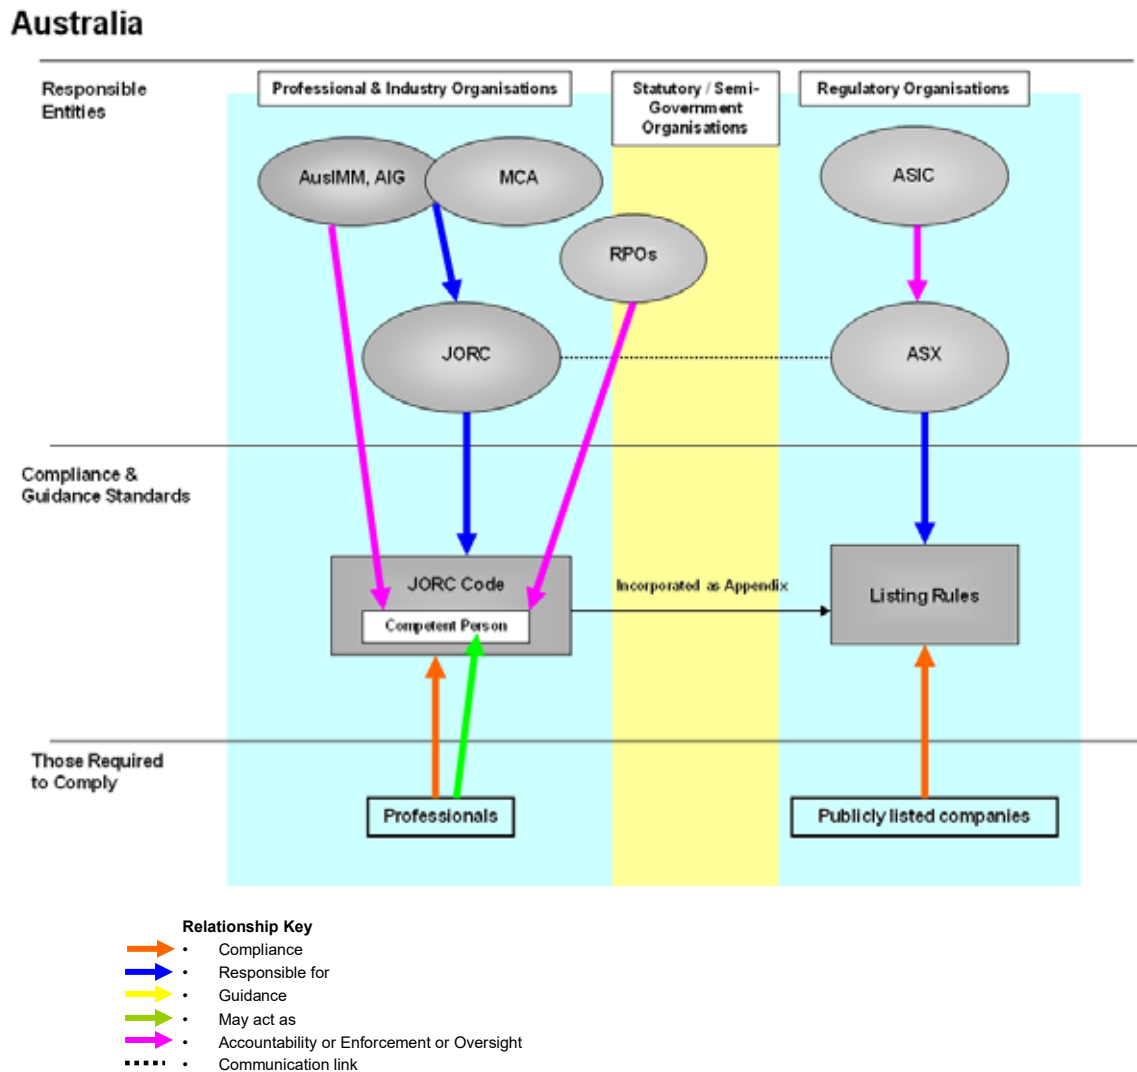 Australia
Responsible
Entities
Professional & Industry Organisations
Statutory / Semi-
Government
Organisations
Regulatory Organisations
AusIMM, AIG
MCA
ASIC
RPOs
JORC
ASX
Compliance &
Guidance Standards
JORC Code
Competent Person
Incorporated as Appendix
Listing Rules
Those Required
to Comply
Professionals
Publicly listed companies
Relationship Key
• Compliance
• Responsible for
• Guidance
• May act as
• Accountability or Enforcement or Oversight
• Communication link